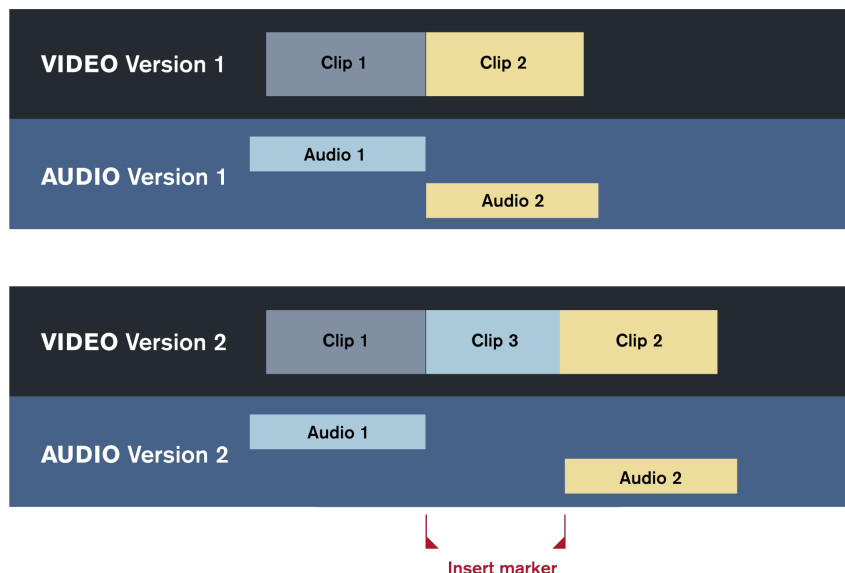 VIDEO Version 1
Clip 1
Clip 2
AUDIO Version 1
Audio 1
Audio 2
VIDEO Version 2
Clip 1
Clip 3
Clip 2
AUDIO Version 2
Audio 1
Audio 2
Insert marker